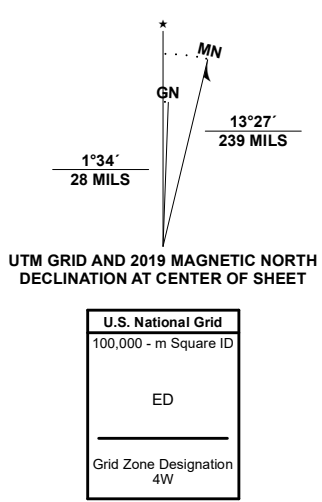 ★
MN
GN
13°27´
239 MILS
1°34´
28 MILS
UTM GRID AND 2019 MAGNETIC NORTH
DECLINATION AT CENTER OF SHEET
U.S. National Grid
100,000 - m Square ID
ED
Grid Zone Designation
4W